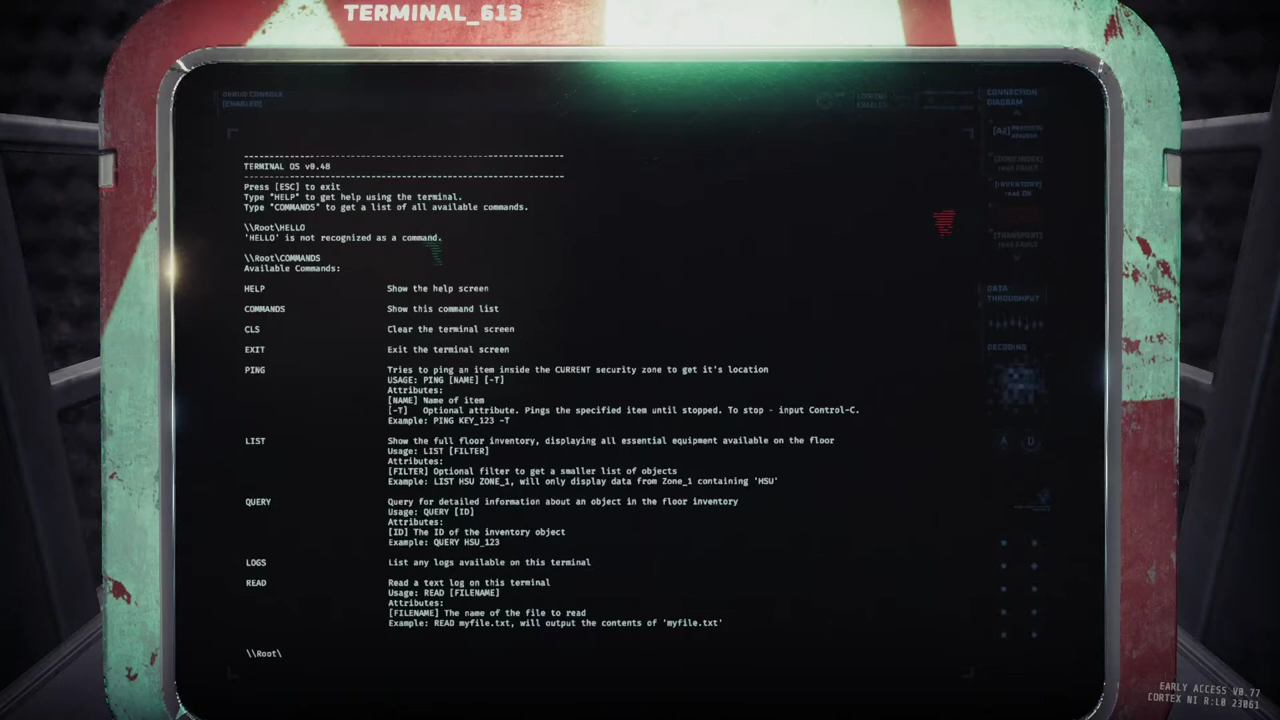 TERMINAL_613
DEBUG CONSOLE
[ENABLED]
CONNECTION
DIAGRAM
--------------------------------------------------------------
TERMINAL OS v0.48
--------------------------------------------------------------
Press [ESC] to exit
Type "HELP" to get help using the terminal.
Type "COMMANDS" to get a list of all available commands.
\\Root\HELLO
'HELLO' is not recognized as a command.
\\Root\COMMANDS
Available Commands:
HELP Show the help screen
COMMANDS Show this command list
CLS Clear the terminal screen
EXIT Exit the terminal screen
PING Tries to ping an item inside the CURRENT security zone to get it's location
USAGE: PING [NAME] [-T]
Attributes:
[NAME] Name of item
[-T] Optional attribute. Pings the specified item until stopped. To stop - input Control-C.
Example: PING KEY_123 -T
LIST Show the full floor inventory, displaying all essential equipment available on the floor
Usage: LIST [FILTER]
Attributes:
[FILTER] Optional filter to get a smaller list of objects
Example: LIST HSU ZONE_1, will only display data from Zone_1 containing 'HSU'
QUERY Query for detailed information about an object in the floor inventory
Usage: QUERY [ID]
Attributes:
[ID] The ID of the inventory object
Example: QUERY HSU_123
LOGS List any logs available on this terminal
READ Read a text log on this terminal
Usage: READ [FILENAME]
Attributes:
[FILENAME] The name of the file to read
Example: READ myfile.txt, will output the contents of 'myfile.txt'
\\Root\
[INVENTORY]
read OK
DATA
THROUGHPUT
DECODING
A D
EARLY ACCESS V0.77
CORTEX NI R:L0 23061